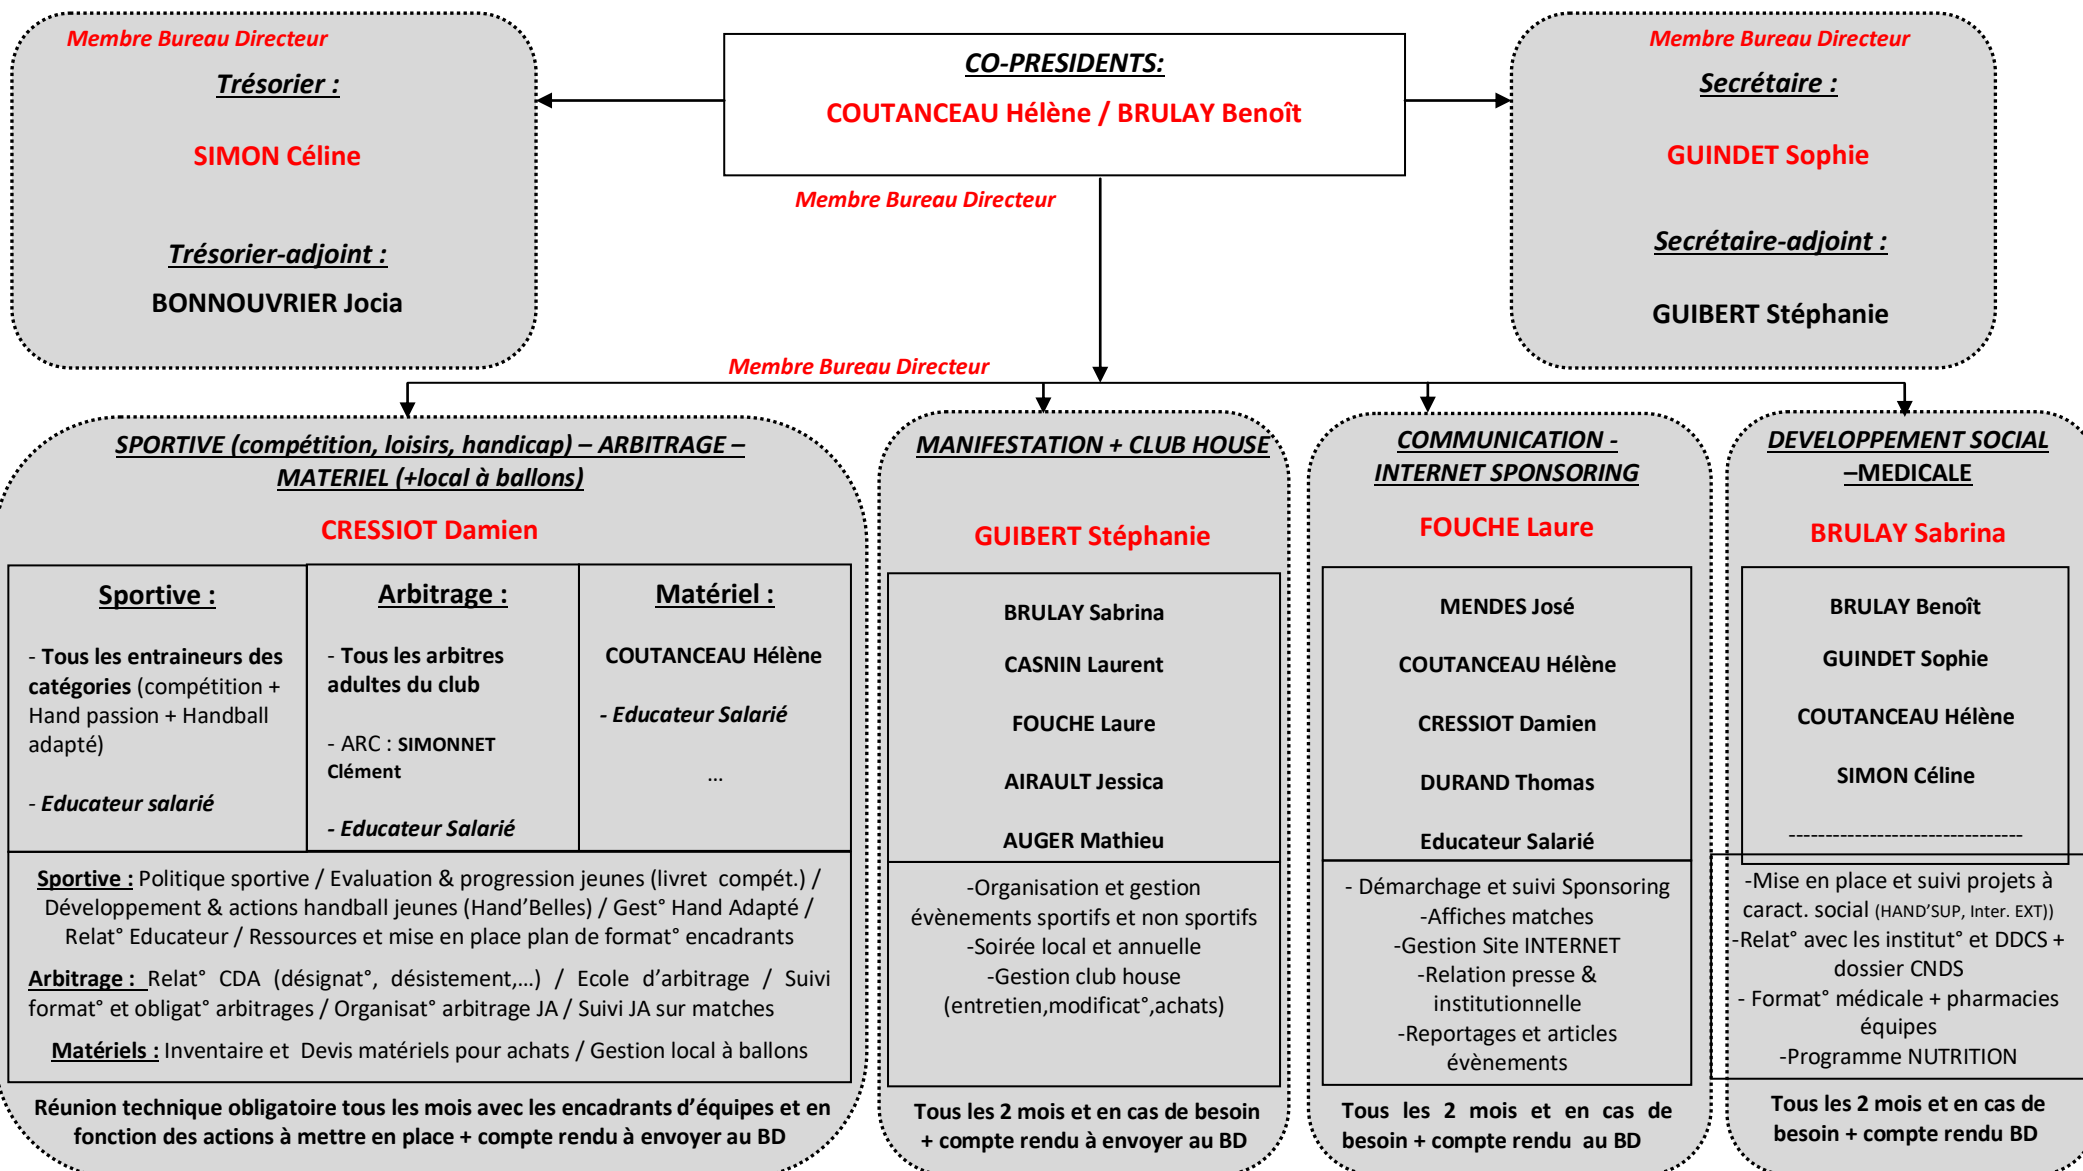 Membre Bureau Directeur
Trésorier :
SIMON Céline
Trésorier-adjoint :
BONNOUVRIER Jocia
CO-PRESIDENTS:
COUTANCEAU Hélène / BRULAY Benoît
Membre Bureau Directeur
Membre Bureau Directeur
Secrétaire :
GUINDET Sophie
Secrétaire-adjoint :
GUIBERT Stéphanie
Membre Bureau Directeur
SPORTIVE (compétition, loisirs, handicap) – ARBITRAGE –
MATERIEL (+local à ballons)
CRESSIOT Damien
Sportive :
- Tous les entraineurs des
catégories (compétition +
Hand passion + Handball
adapté)
- Educateur salarié
Arbitrage :
- Tous les arbitres
adultes du club
- ARC : SIMONNET
Clément
- Educateur Salarié
Matériel :
COUTANCEAU Hélène
- Educateur Salarié
...
Sportive : Politique sportive / Evaluation & progression jeunes (livret compét.) /
Développement & actions handball jeunes (Hand’Belles) / Gest° Hand Adapté /
Relat° Educateur / Ressources et mise en place plan de format° encadrants
Arbitrage : Relat° CDA (désignat°, désistement,...) / Ecole d’arbitrage / Suivi
format° et obligat° arbitrages / Organisat° arbitrage JA / Suivi JA sur matches
Matériels : Inventaire et Devis matériels pour achats / Gestion local à ballons
Réunion technique obligatoire tous les mois avec les encadrants d’équipes et en
fonction des actions à mettre en place + compte rendu à envoyer au BD
MANIFESTATION + CLUB HOUSE
GUIBERT Stéphanie
BRULAY Sabrina
CASNIN Laurent
FOUCHE Laure
AIRAULT Jessica
AUGER Mathieu
-Organisation et gestion
évènements sportifs et non sportifs
-Soirée local et annuelle
-Gestion club house
(entretien,modificat°,achats)
Tous les 2 mois et en cas de besoin
+ compte rendu à envoyer au BD
COMMUNICATION -
INTERNET SPONSORING
FOUCHE Laure
MENDES José
COUTANCEAU Hélène
CRESSIOT Damien
DURAND Thomas
Educateur Salarié
- Démarchage et suivi Sponsoring
-Affiches matches
-Gestion Site INTERNET
-Relation presse &
institutionnelle
-Reportages et articles
évènements
Tous les 2 mois et en cas de
besoin + compte rendu au BD
DEVELOPPEMENT SOCIAL
–MEDICALE
BRULAY Sabrina
BRULAY Benoît
GUINDET Sophie
COUTANCEAU Hélène
SIMON Céline
--------------------------------
-Mise en place et suivi projets à
caract. social (HAND’SUP, Inter. EXT))
-Relat° avec les institut° et DDCS +
dossier CNDS
- Format° médicale + pharmacies
équipes
-Programme NUTRITION
Tous les 2 mois et en cas de
besoin + compte rendu BD